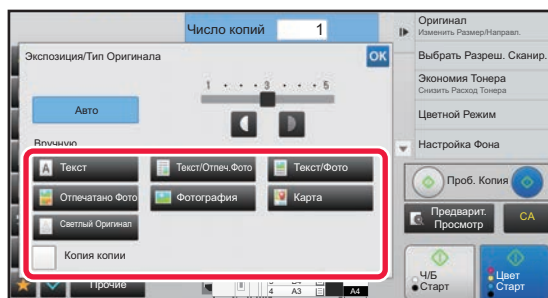 Число копий 1
Экспозиция/Тип Оригинала
OK
1 3 5
Авто
Вручную
Текст
Текст/Отпеч.Фото
Текст/Фото
Отпечатано Фото
Фотография
Карта
Светлый Оригинал
Копия копии
Прочие
4 A3
A4
Оригинал
Изменить Размер/Направл.
Выбрать Разреш. Сканир.
Экономия Тонера
Снизить Расход Тонера
Цветной Режим
Настройка Фона
Проб. Копия
Предварит.
Просмотр
CA
Ч/Б
Старт
Цвет
Старт